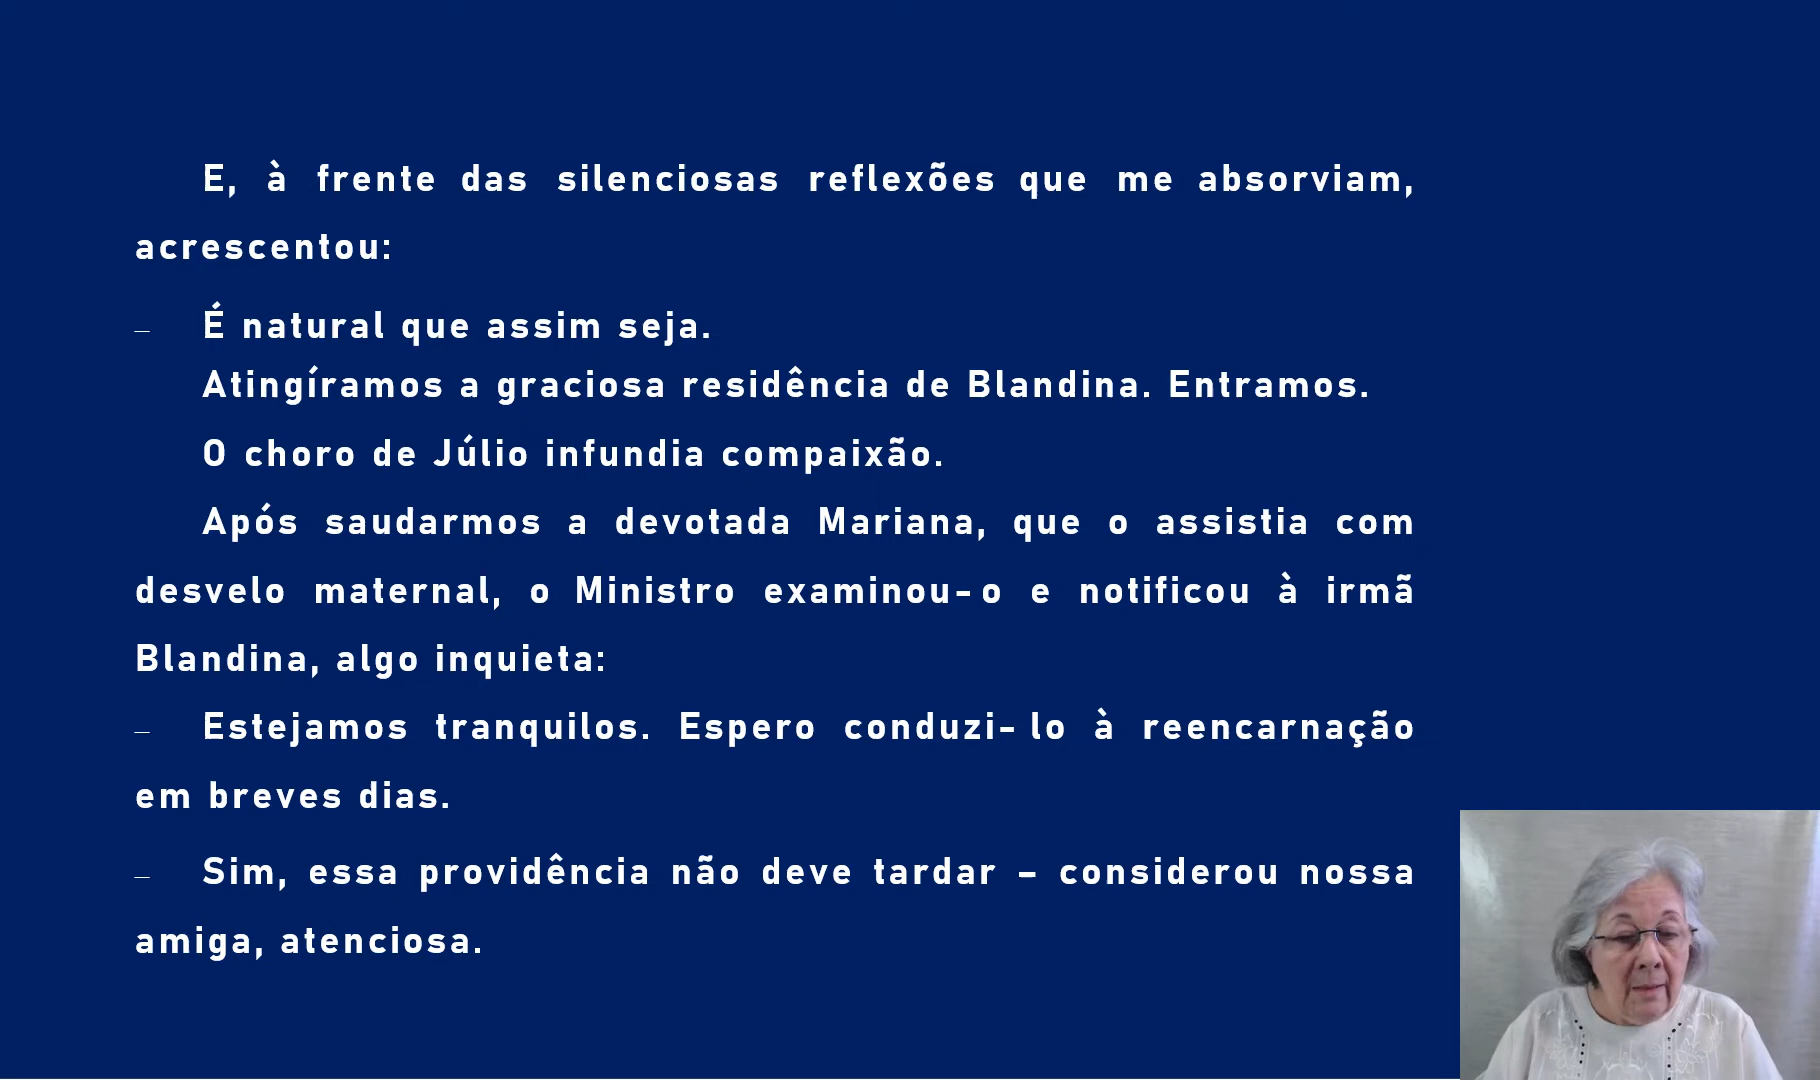 E, à frente das silenciosas reflexões que me absorviam,
acrescentou:
– É natural que assim seja.
Atingíramos a graciosa residência de Blandina. Entramos.
O choro de Júlio infundia compaixão.
Após saudarmos a devotada Mariana, que o assistia com
desvelo maternal, o Ministro examinou-o e notificou à irmã
Blandina, algo inquieta:
– Estejamos tranquilos. Espero conduzi-lo à reencarnação
em breves dias.
– Sim, essa providência não deve tardar – considerou nossa
amiga, atenciosa.